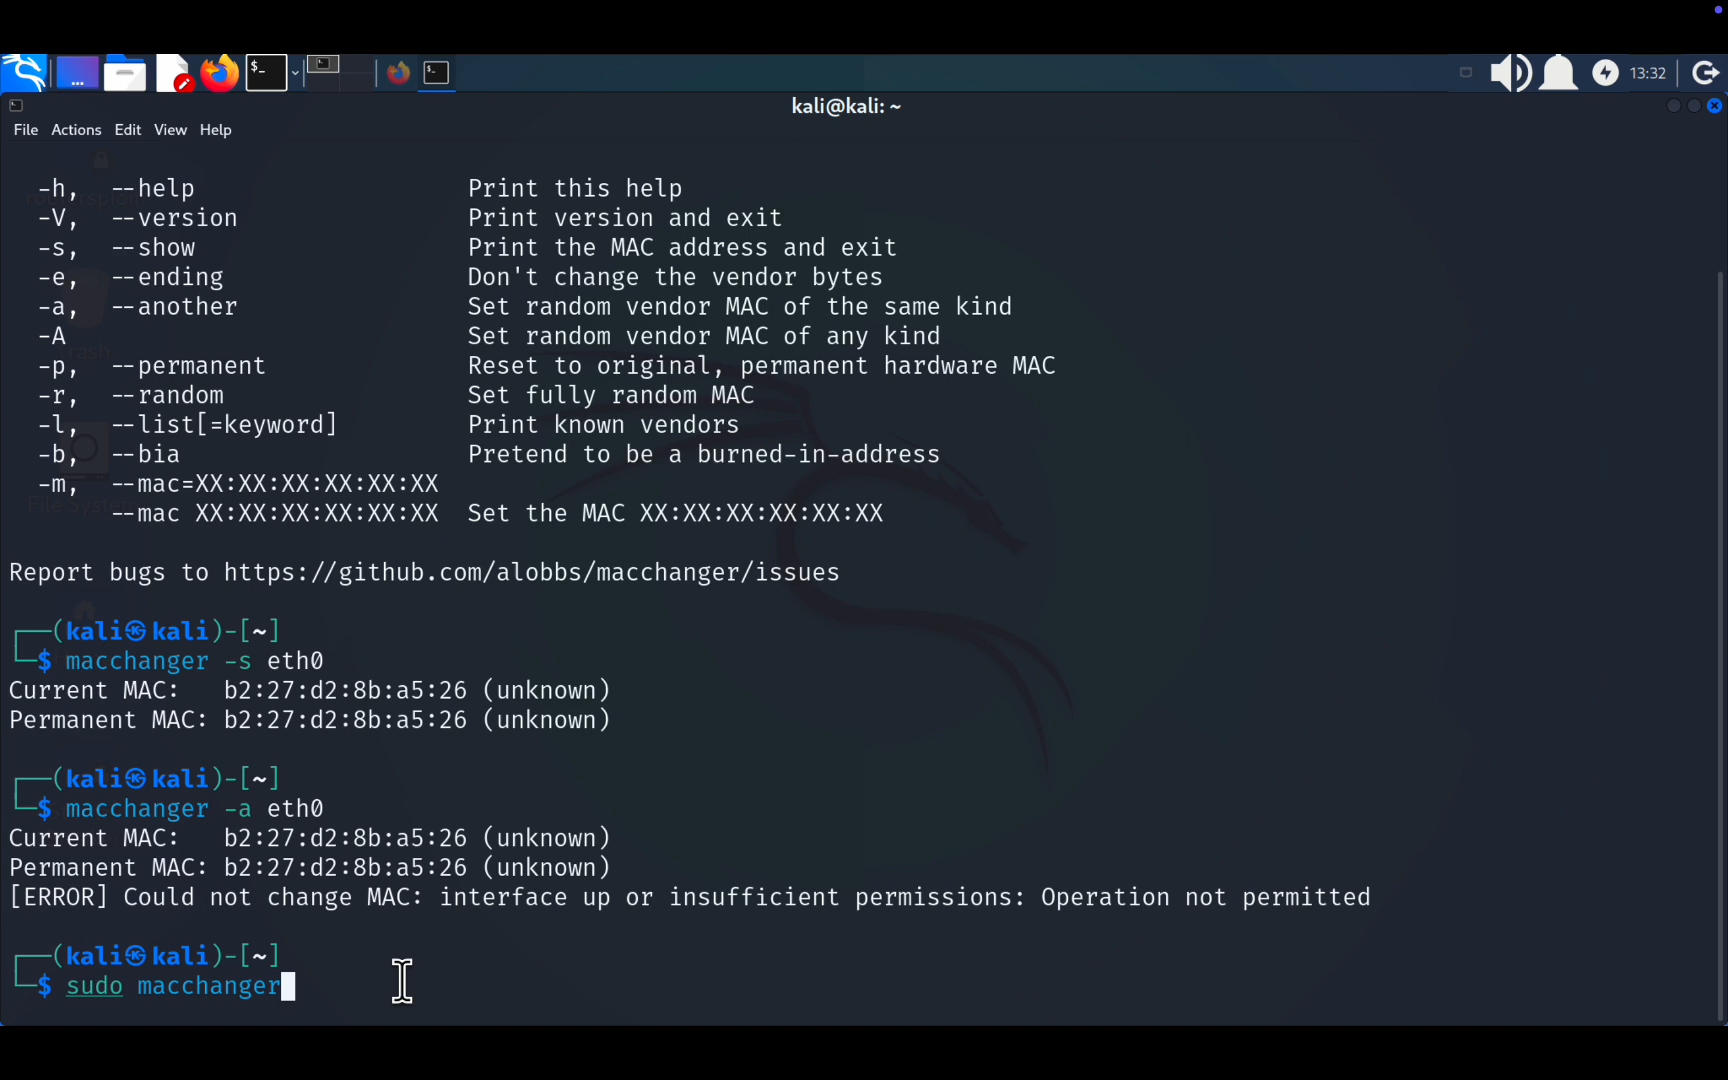 13:32
kali@kali: ~
File Actions Edit View Help
-h, --help Print this help
-V, --version Print version and exit
-s, --show Print the MAC address and exit
-e, --ending Don't change the vendor bytes
-a, --another Set random vendor MAC of the same kind
-A Set random vendor MAC of any kind
-p, --permanent Reset to original, permanent hardware MAC
-r, --random Set fully random MAC
-l, --list[=keyword] Print known vendors
-b, --bia Pretend to be a burned-in-address
-m, --mac=XX:XX:XX:XX:XX:XX
--mac XX:XX:XX:XX:XX:XX Set the MAC XX:XX:XX:XX:XX:XX
Report bugs to https://github.com/alobbs/macchanger/issues
┌──(kali㉿kali)-[~]
└─$ macchanger -s eth0
Current MAC: b2:27:d2:8b:a5:26 (unknown)
Permanent MAC: b2:27:d2:8b:a5:26 (unknown)
┌──(kali㉿kali)-[~]
└─$ macchanger -a eth0
Current MAC: b2:27:d2:8b:a5:26 (unknown)
Permanent MAC: b2:27:d2:8b:a5:26 (unknown)
[ERROR] Could not change MAC: interface up or insufficient permissions: Operation not permitted
┌──(kali㉿kali)-[~]
└─$ sudo macchanger